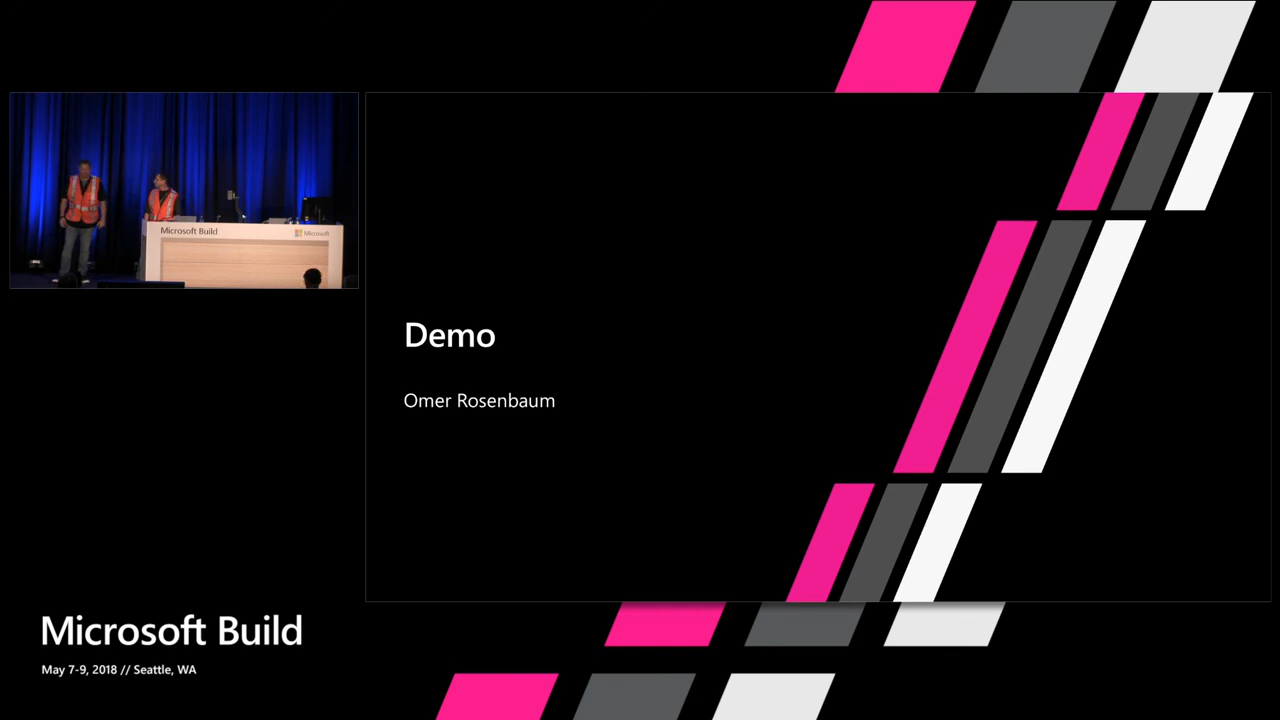 Microsoft Build
Microsoft
Demo
Omer Rosenbaum
Microsoft Build
May 7-9, 2018 // Seattle, WA